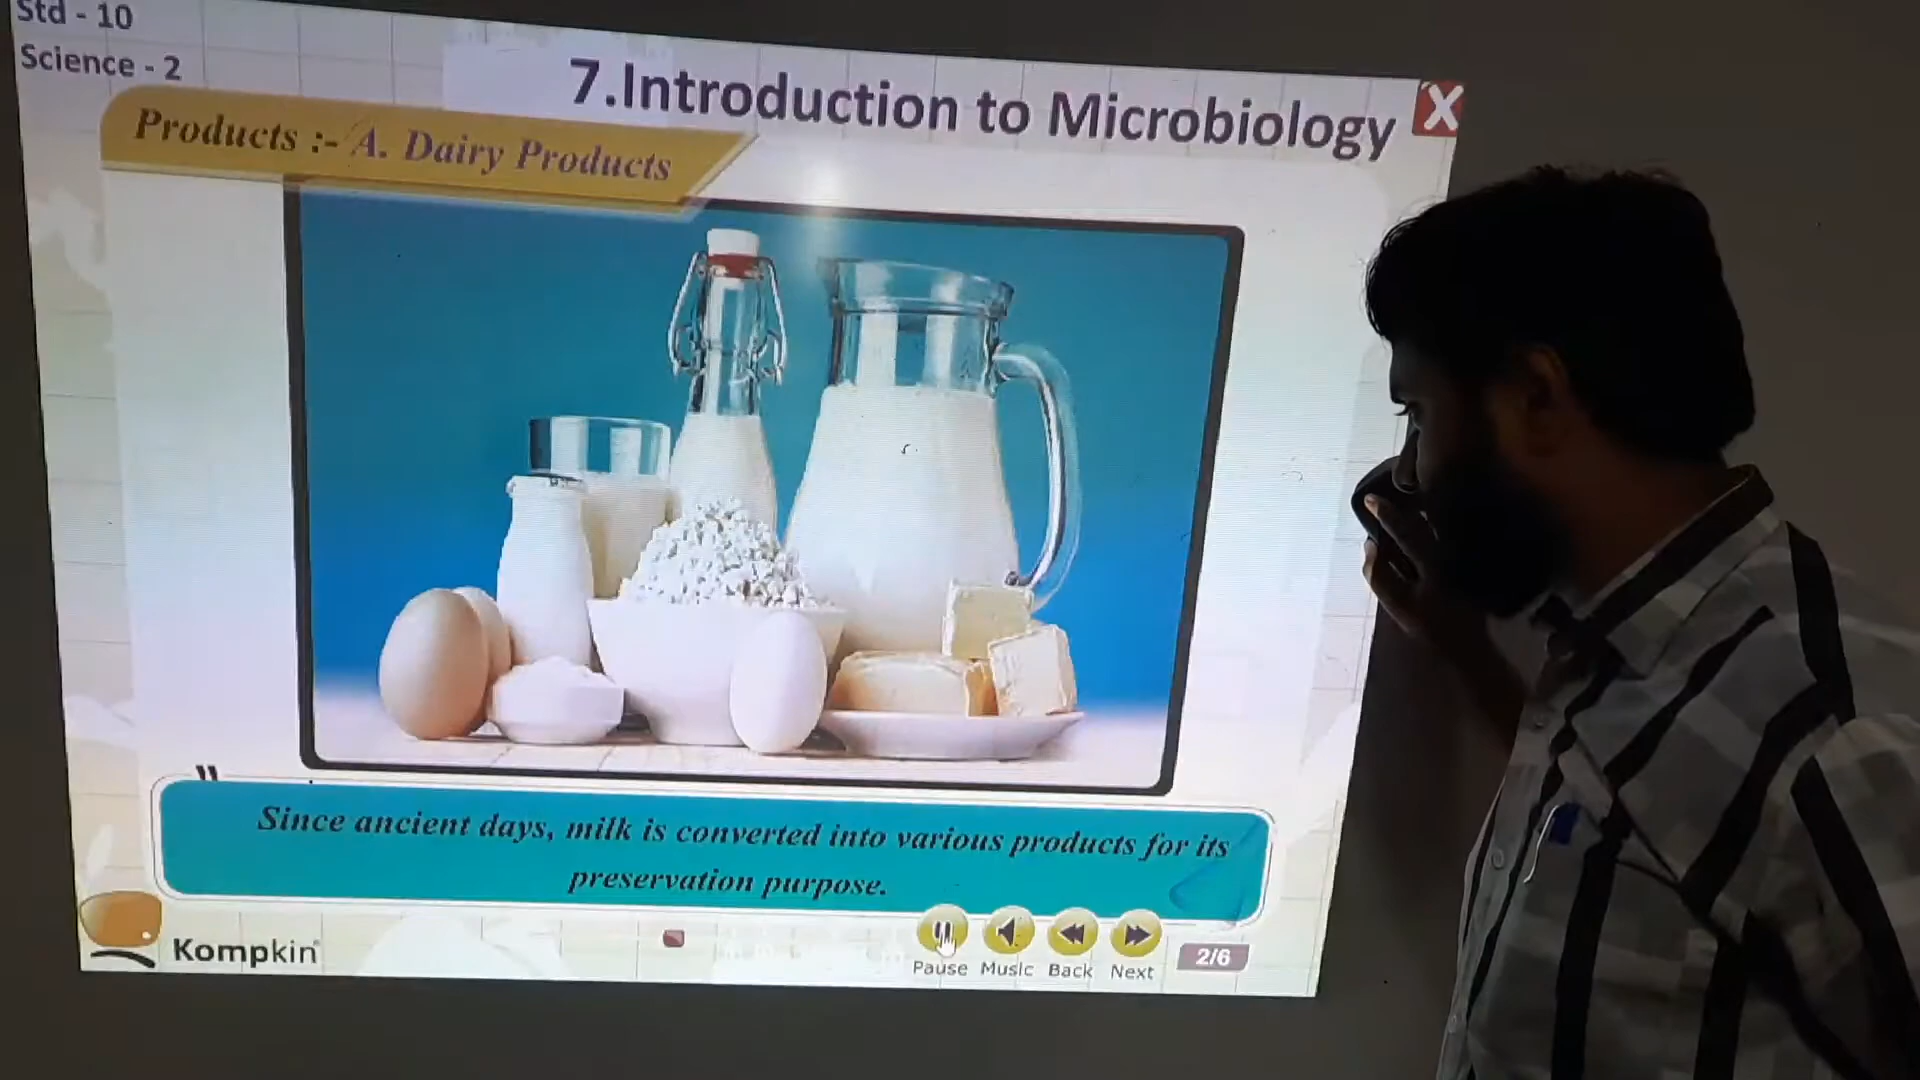 Std - 10
Science - 2
7.Introduction to Microbiology
X
Products :- A. Dairy Products
Since ancient days, milk is converted into various products for its
preservation purpose.
Kompkin
Pause Music Back Next
2/6